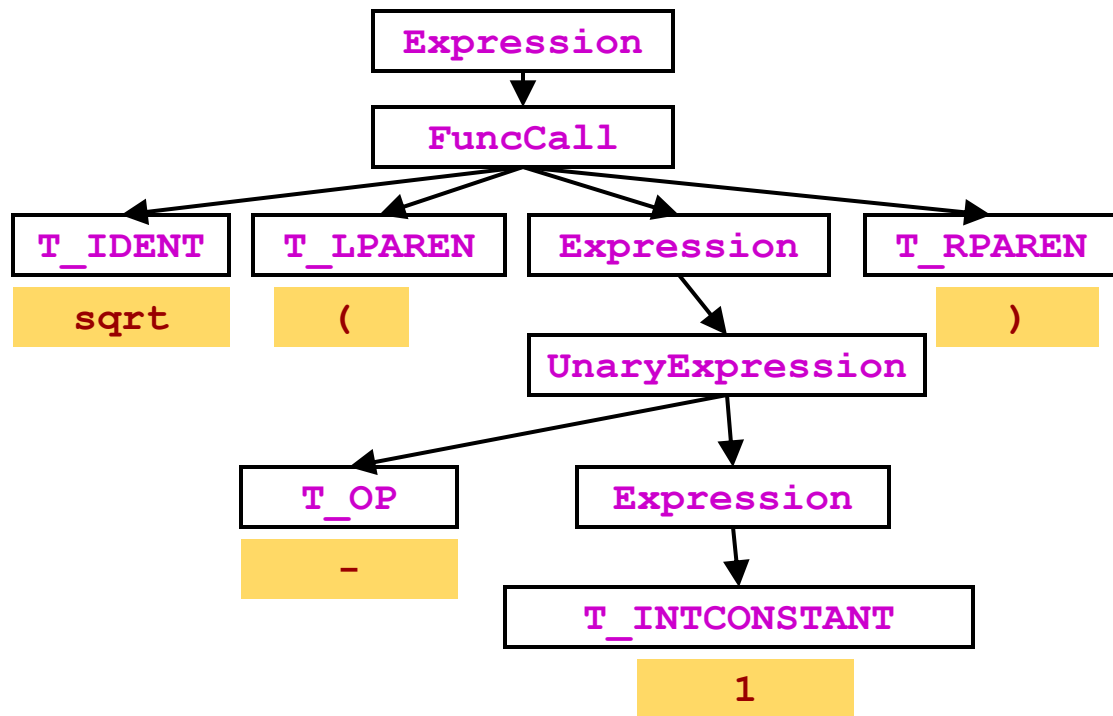 Expression
FuncCall
T_IDENT T_LPAREN Expression T_RPAREN
sqrt ( )
UnaryExpression
T_OP Expression
-
T_INTCONSTANT
1